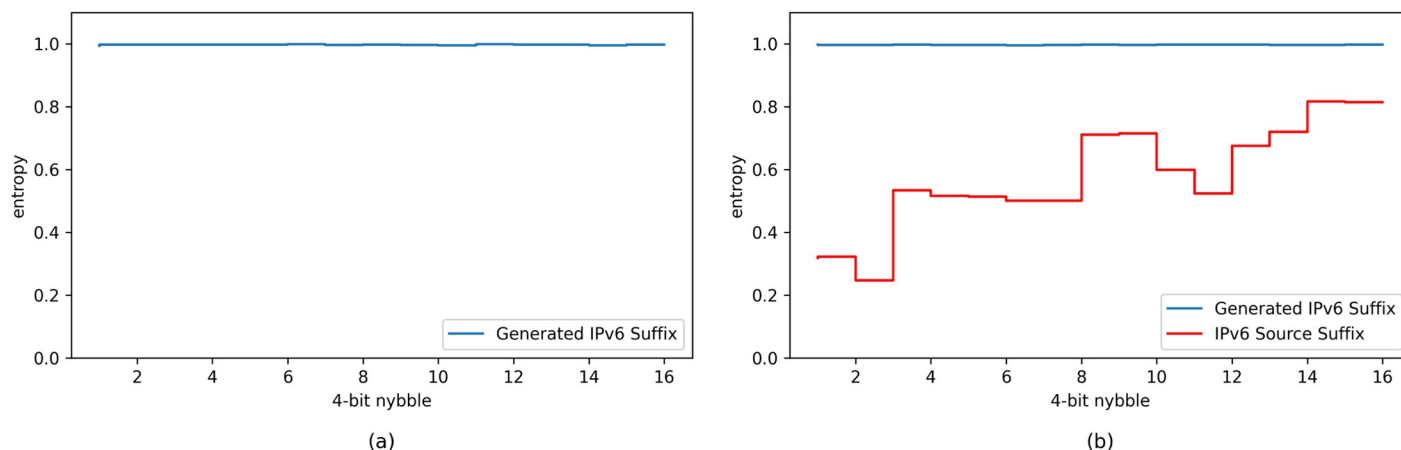 1.0
0.8
0.6
0.4
0.2
0.0
entropy
Generated IPv6 Suffix
2 4 6 8 10 12 14 16
4-bit nybble
(a)
1.0
0.8
0.6
0.4
0.2
0.0
entropy
Generated IPv6 Suffix
IPv6 Source Suffix
2 4 6 8 10 12 14 16
4-bit nybble
(b)